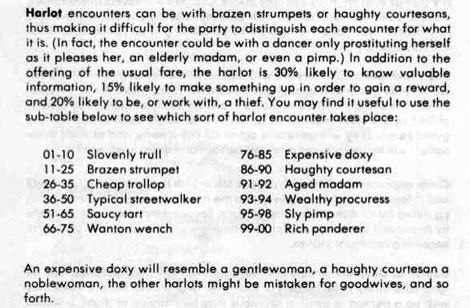 Harlot encounters can be with brazen strumpets or haughty courtesans,
thus making it difficult for the party to distinguish each encounter for what
it is. (In fact, the encounter could be with a dancer only prostituting herself
as it pleases her, an elderly madam, or even a pimp.) In addition to the
offering of the usual fare, the harlot is 30% likely to know valuable
information, 15% likely to make something up in order to gain a reward,
and 20% likely to be, or work with, a thief. You may find it useful to use the
sub-table below to see which sort of harlot encounter takes place:
01-10 Slovenly trull 76-85 Expensive doxy
11-25 Brazen strumpet 86-90 Haughty courtesan
26-35 Cheap trollop 91-92 Aged madam
36-50 Typical streetwalker 93-94 Wealthy procuress
51-65 Saucy tart 95-98 Sly pimp
66-75 Wanton wench 99-00 Rich panderer
An expensive doxy will resemble a gentlewoman, a haughty courtesan a
noblewoman, the other harlots might be mistaken for goodwives, and so
forth.